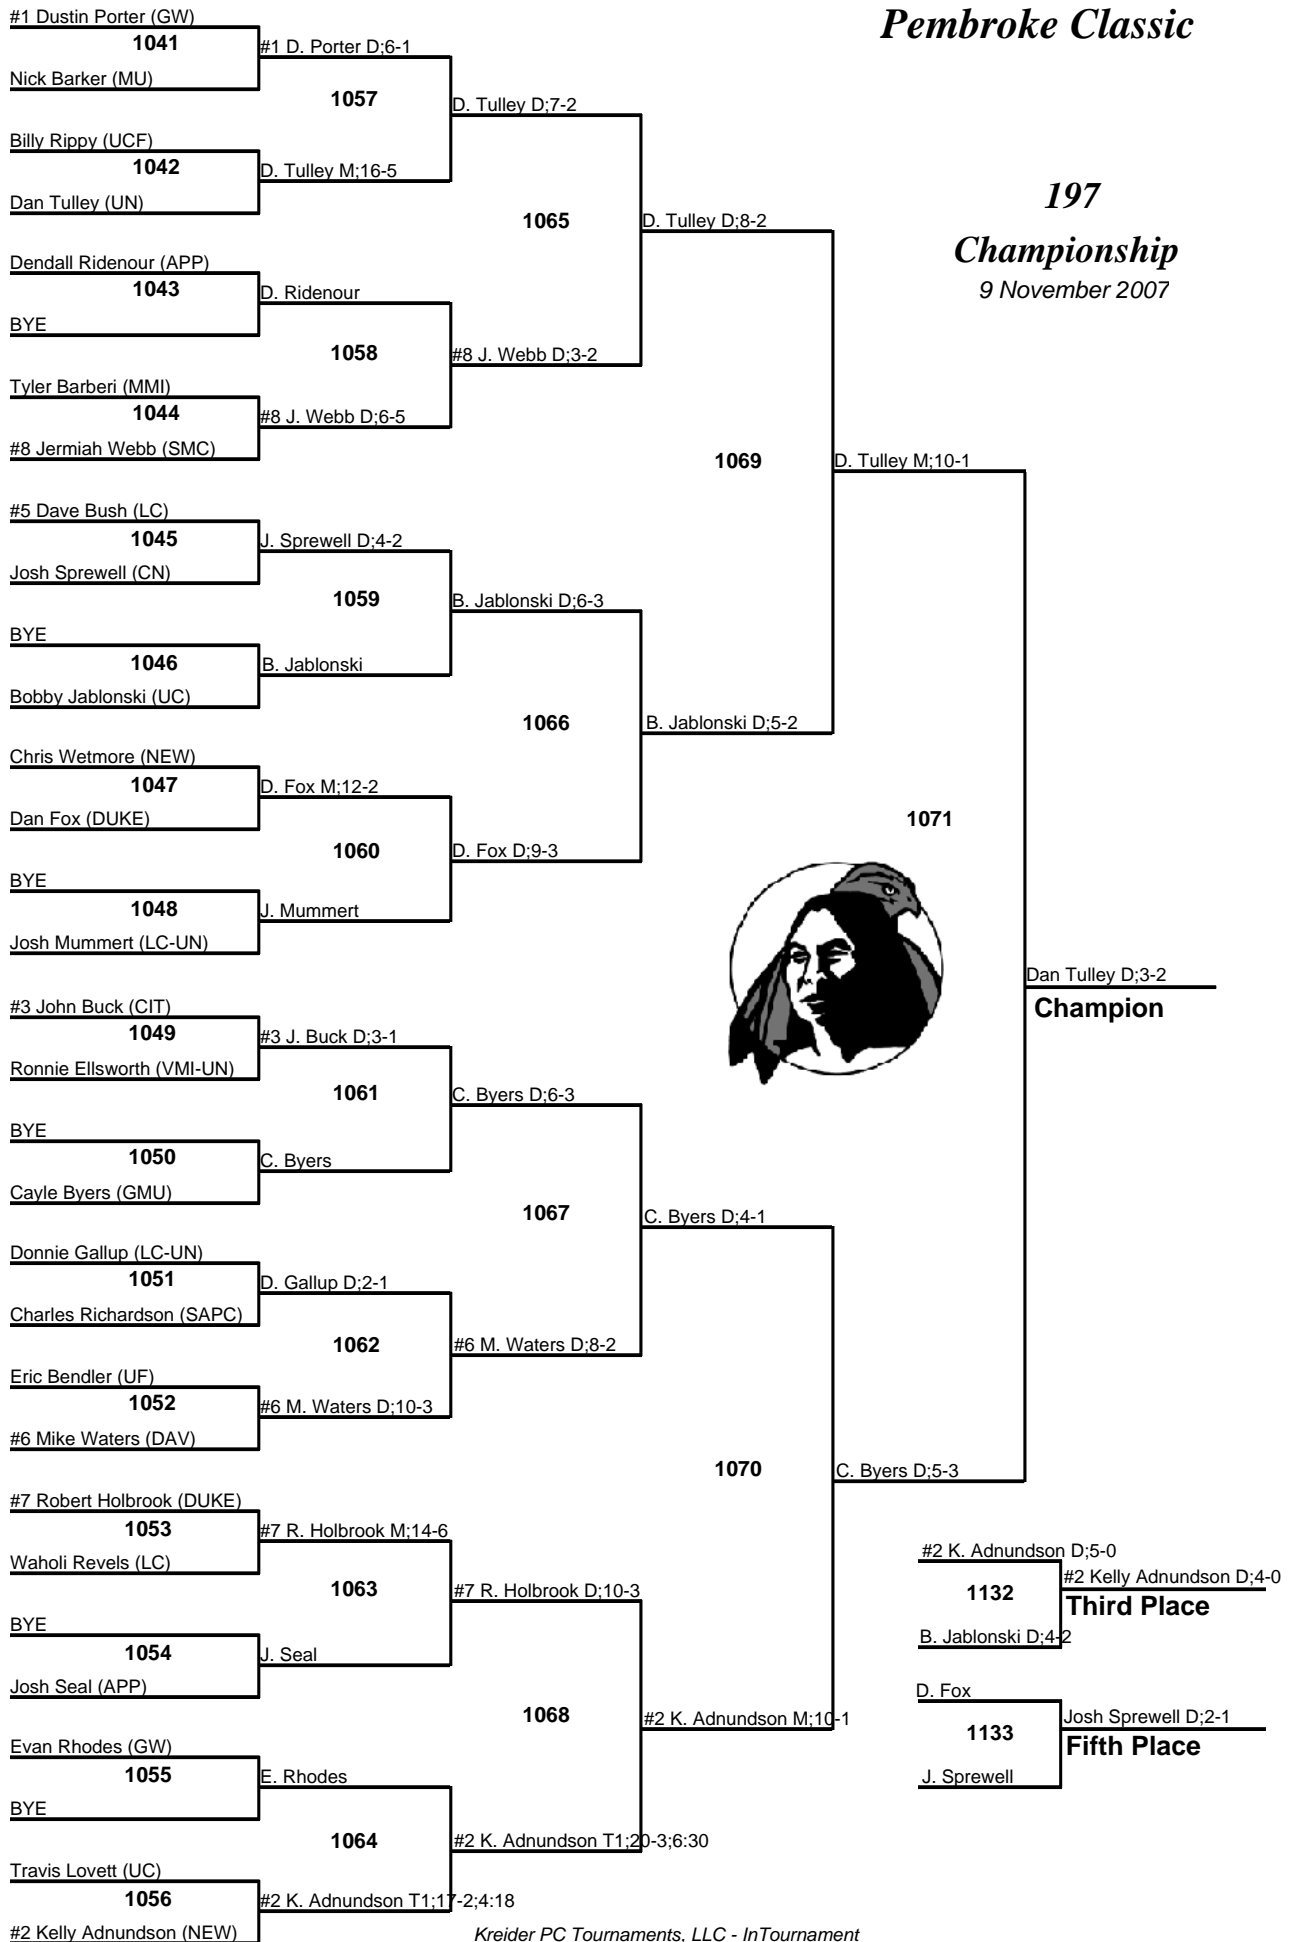 Pembroke Classic
197
Championship
9 November 2007
#1 Dustin Porter (GW)
1041
Nick Barker (MU)
Billy Rippy (UCF)
1042
Dan Tulley (UN)
Dendall Ridenour (APP)
1043
BYE
Tyler Barberi (MMI)
1044
#8 Jermiah Webb (SMC)
#5 Dave Bush (LC)
1045
Josh Sprewell (CN)
BYE
1046
Bobby Jablonski (UC)
Chris Wetmore (NEW)
1047
Dan Fox (DUKE)
BYE
1048
Josh Mummert (LC-UN)
#3 John Buck (CIT)
1049
Ronnie Ellsworth (VMI-UN)
BYE
1050
Cayle Byers (GMU)
Donnie Gallup (LC-UN)
1051
Charles Richardson (SAPC)
Eric Bendler (UF)
1052
#6 Mike Waters (DAV)
#7 Robert Holbrook (DUKE)
1053
Waholi Revels (LC)
BYE
1054
Josh Seal (APP)
Evan Rhodes (GW)
1055
BYE
Travis Lovett (UC)
1056
#2 Kelly Adnundson (NEW)
#1 D. Porter D;6-1
1057
D. Tulley M;16-5
D. Ridenour
1058
#8 J. Webb D;6-5
J. Sprewell D;4-2
1059
B. Jablonski
D. Fox M;12-2
1060
J. Mummert
#3 J. Buck D;3-1
1061
C. Byers
D. Gallup D;2-1
1062
#6 M. Waters D;10-3
#7 R. Holbrook M;14-6
1063
J. Seal
E. Rhodes
1064
#2 K. Adnundson T1;17-2;4:18
D. Tulley D;7-2
1065
#8 J. Webb D;3-2
B. Jablonski D;6-3
1066
D. Fox D;9-3
C. Byers D;6-3
1067
#6 M. Waters D;8-2
#7 R. Holbrook D;10-3
1068
#2 K. Adnundson T1;20-3;6:30
D. Tulley D;8-2
1069
B. Jablonski D;5-2
C. Byers D;4-1
1070
#2 K. Adnundson M;10-1
D. Tulley M;10-1
1071
C. Byers D;5-3
Dan Tulley D;3-2
Champion
#2 K. Adnundson D;5-0
1132
B. Jablonski D;4-2
#2 Kelly Adnundson D;4-0
Third Place
D. Fox
1133
J. Sprewell
Josh Sprewell D;2-1
Fifth Place
Kreider PC Tournaments, LLC - InTournament